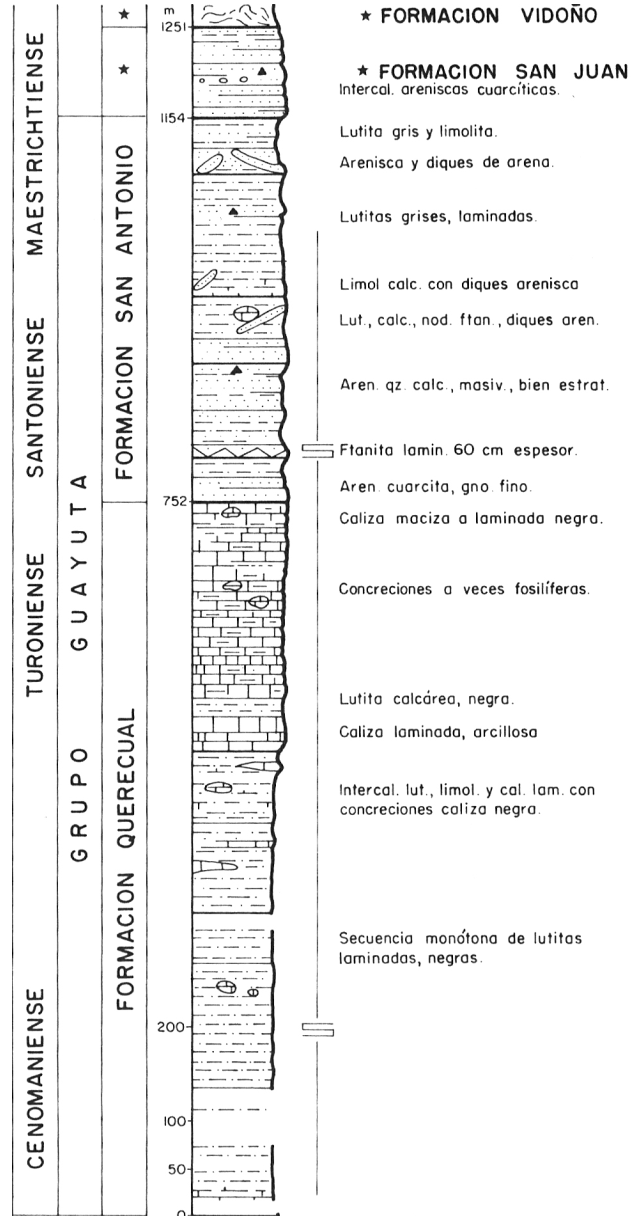 m
★ FORMACION VIDOÑO
★
1251
★ FORMACION SAN JUAN
★
Intercal. areniscas cuarcíticas.
1154
Lutita gris y limolita.
Arenisca y diques de arena.
Lutitas grises, laminadas.
Limol calc. con diques arenisca
Lut., calc., nod. ftan., diques aren.
Aren. qz. calc., masiv., bien estrat.
Ftanita lamin. 60 cm espesor.
Aren. cuarcita, gno. fino.
752
Caliza maciza a laminada negra.
Concreciones a veces fosilíferas.
Lutita calcárea, negra.
Caliza laminada, arcillosa
Intercal. lut., limol. y cal. lam. con
concreciones caliza negra.
Secuencia monótona de lutitas
laminadas, negras.
200
100
50
0
MAESTRICHTIENSE
SANTONIENSE
TURONIENSE
CENOMANIENSE
GRUPO GUAYUTA
FORMACION SAN ANTONIO
FORMACION QUERECUAL